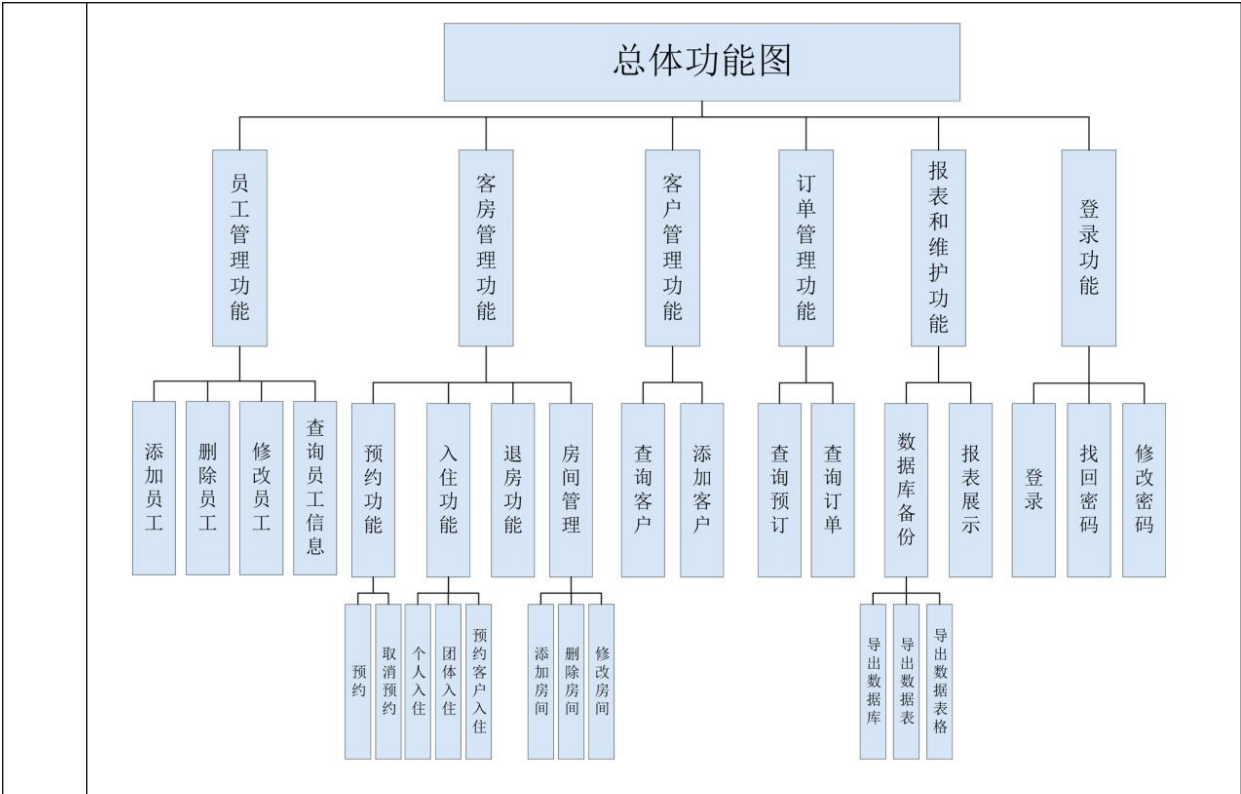 总体功能图
员工管理功能
客房管理功能
客户管理功能
订单管理功能
报表和维护功能
登录功能
添加员工
删除员工
修改员工
查询员工信息
预约功能
入住功能
退房功能
房间管理
查询客户
添加客户
查询预订
查询订单
数据库备份
报表展示
登录
找回密码
修改密码
预约
取消预约
个人入住
团体入住
预约客户入住
添加房间
删除房间
修改房间
导出数据库
导出数据表
导出数据表格